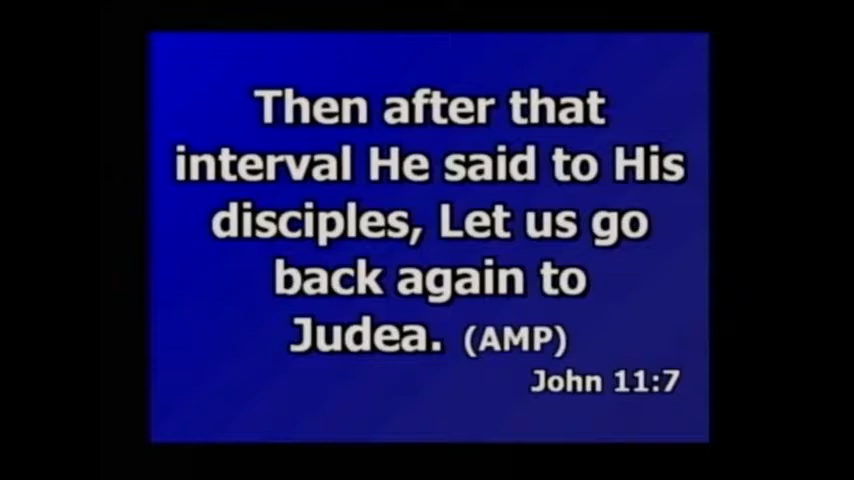 Then after that
interval He said to His
disciples, Let us go
back again to
Judea. (AMP)
John 11:7